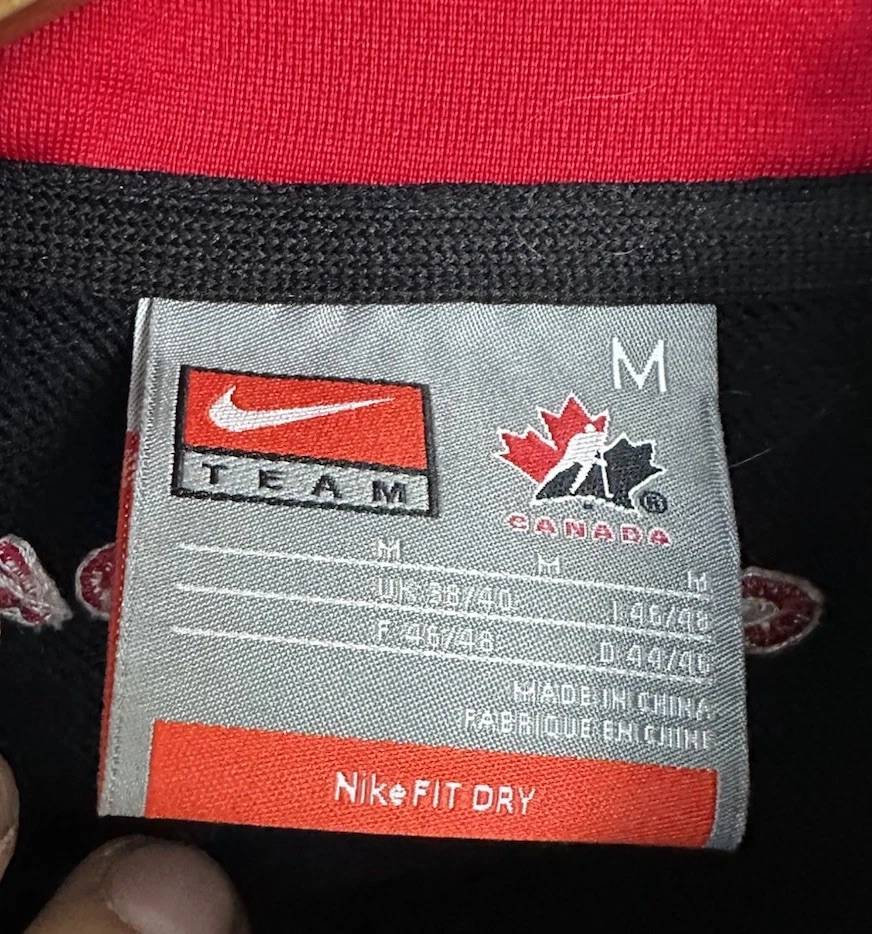 M
TEAM
®
CANADA
M
M
M
UK 38/40
I 46/48
F 46/48
D 44/46
MADE IN CHINA
FABRIQUE EN CHINE
Nike FIT DRY